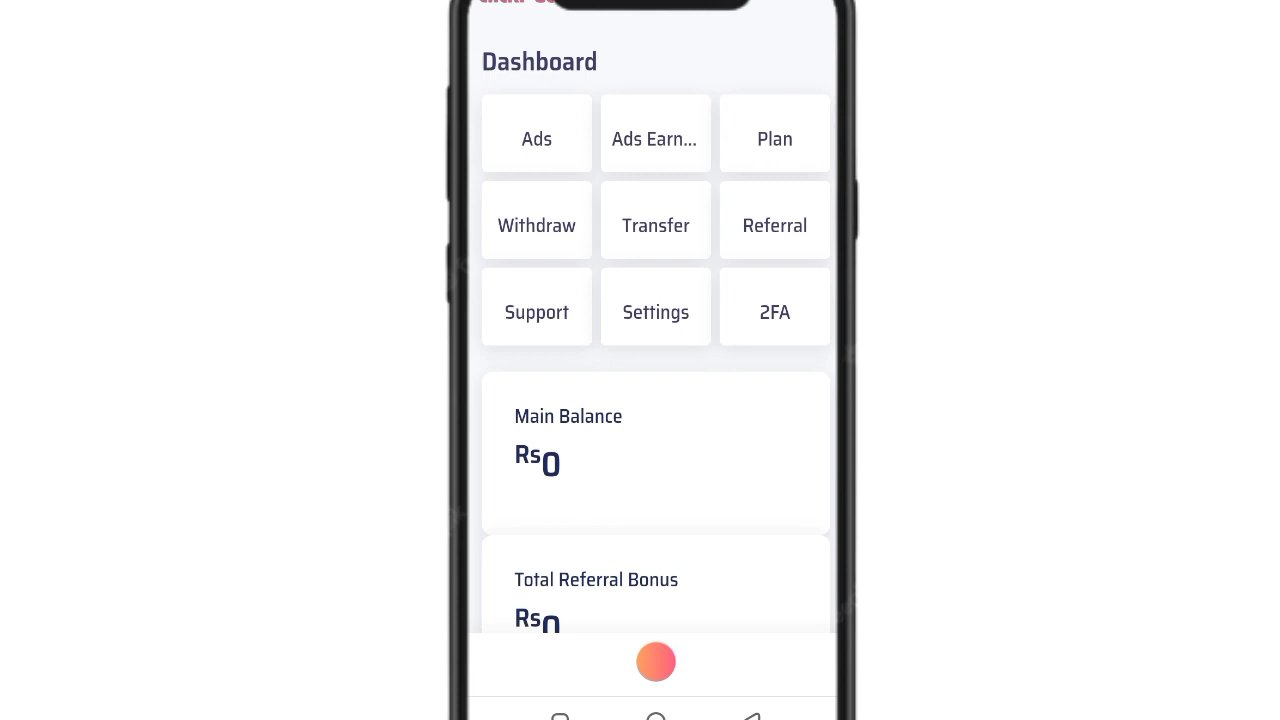 Dashboard
Ads
Ads Earn...
Plan
Withdraw
Transfer
Referral
Support
Settings
2FA
Main Balance
Rs0
Total Referral Bonus
Rs0